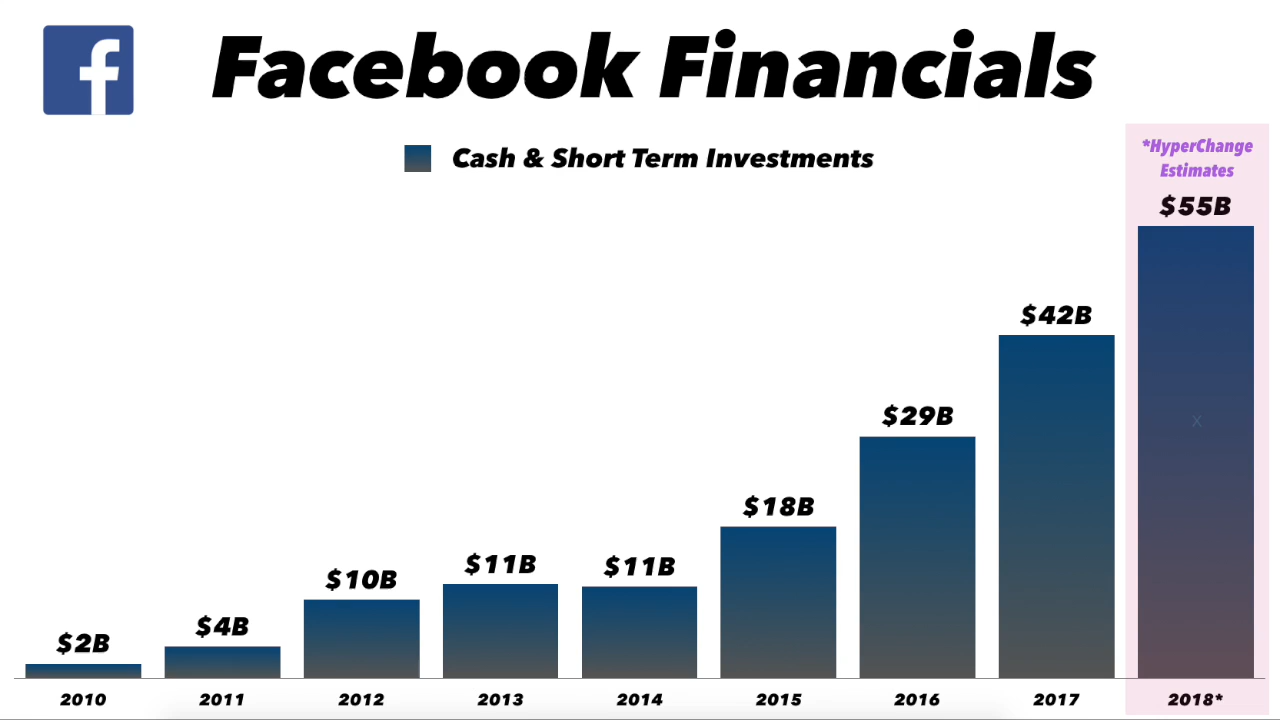 f
Facebook Financials
Cash & Short Term Investments
*HyperChange
Estimates
$55B
$42B
$29B
$18B
$11B
$11B
$10B
$4B
$2B
X
2010
2011
2012
2013
2014
2015
2016
2017
2018*